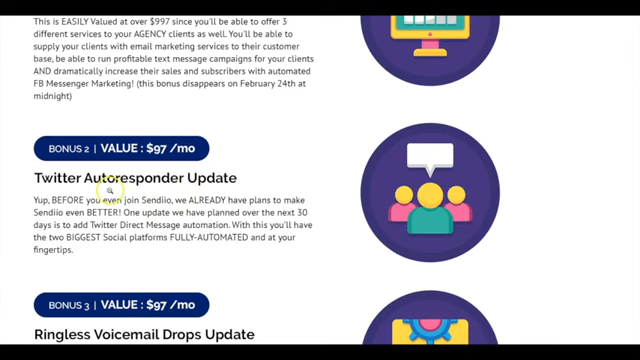 This is EASILY Valued at over $997 since you'll be able to offer 3
different services to your AGENCY clients as well. You'll be able to
supply your clients with email marketing services to their customer
base, be able to run profitable text message campaigns for your clients
AND dramatically increase their sales and subscribers with automated
FB Messenger Marketing! (this bonus disappears on February 24th at
midnight)
BONUS 2 | VALUE : $97 /mo
Twitter Autoresponder Update
Yup, BEFORE you even join Sendiio, we ALREADY have plans to make
Sendiio even BETTER! One update we have planned over the next 30
days is to add Twitter Direct Message automation. With this you'll have
the two BIGGEST Social platforms FULLY-AUTOMATED and at your
fingertips.
BONUS 3 | VALUE : $97 /mo
Ringless Voicemail Drops Update